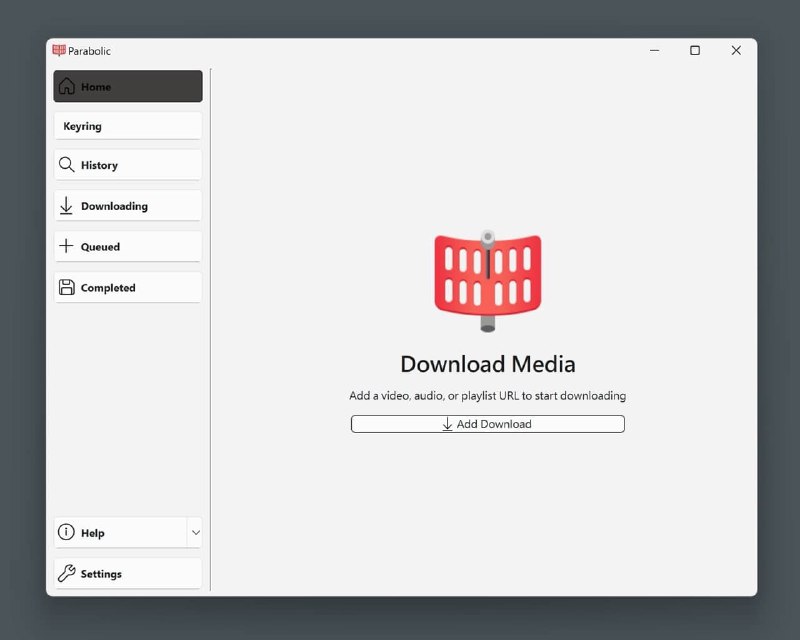 Parabolic
Home
Keyring
History
Downloading
Queued
Completed
Help
Settings
Download Media
Add a video, audio, or playlist URL to start downloading
Add Download